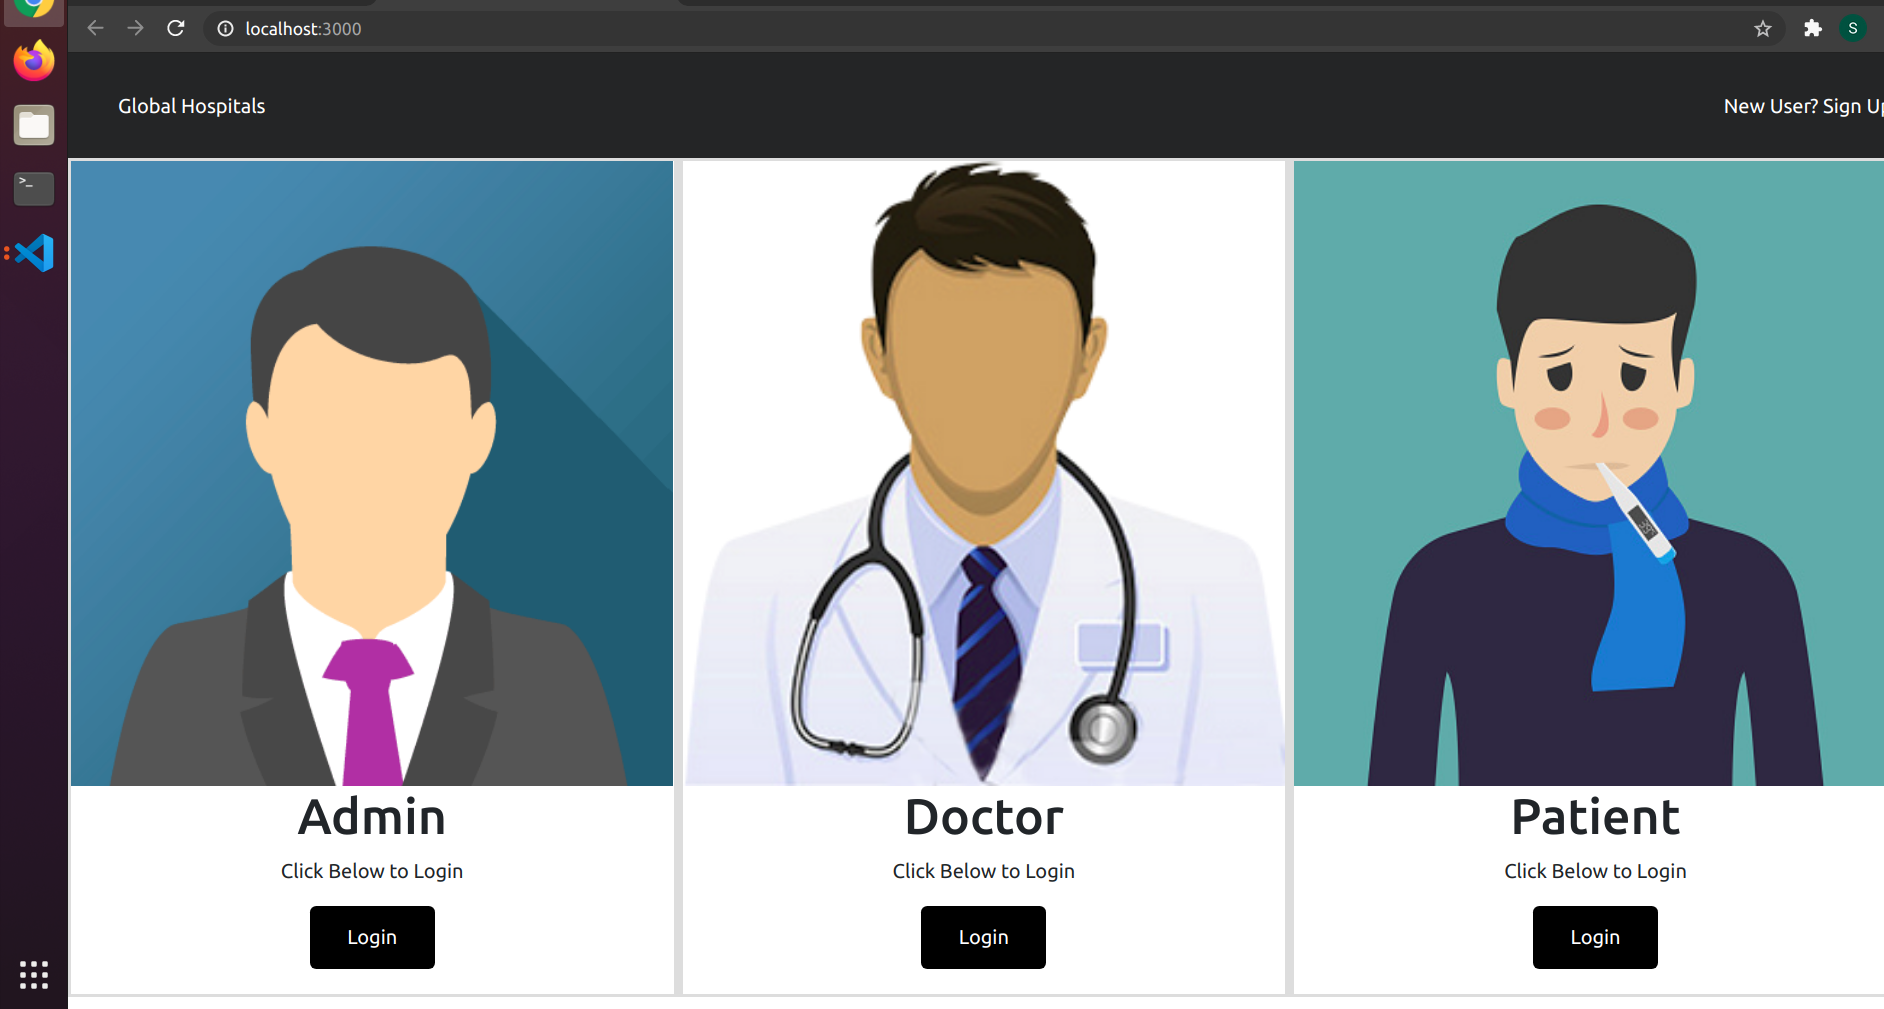 localhost:3000
S
Global Hospitals
New User? Sign Up
>_
Admin
Doctor
Patient
Click Below to Login
Click Below to Login
Click Below to Login
Login
Login
Login